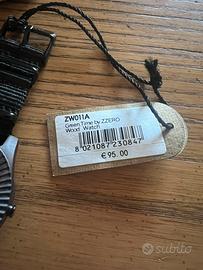 ZW011A
Green Time by ZZERO
Wood Watch
8 021087 230847
€ 95.00
subito